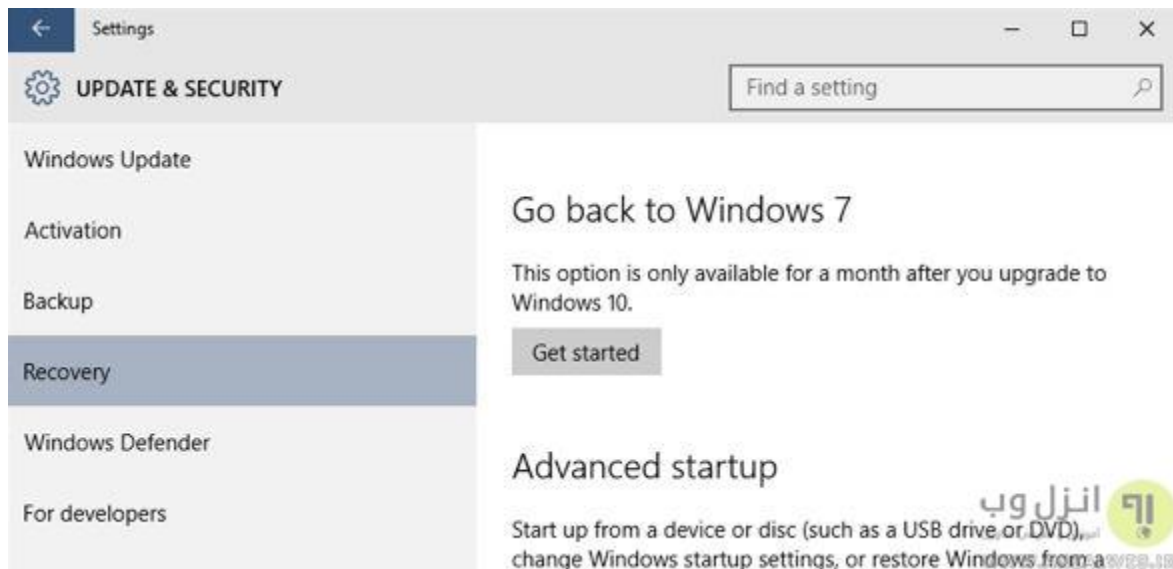 Settings
UPDATE & SECURITY
Find a setting
Windows Update
Activation
Backup
Recovery
Windows Defender
For developers
Go back to Windows 7
This option is only available for a month after you upgrade to
Windows 10.
Get started
Advanced startup
Start up from a device or disc (such as a USB drive or DVD),
change Windows startup settings, or restore Windows from a
انزل وب